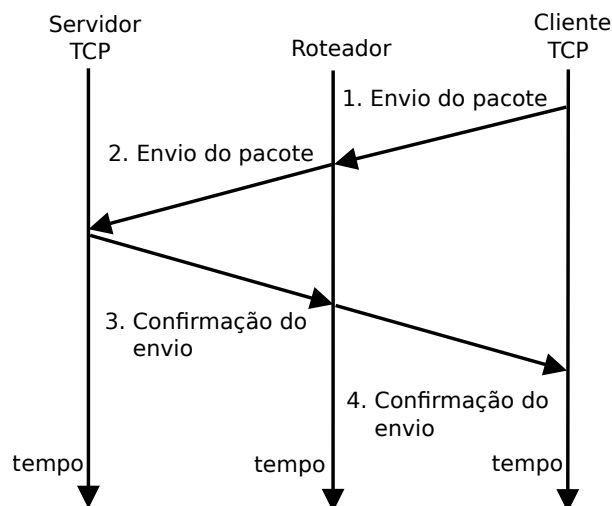 Servidor
TCP
Roteador
Cliente
TCP
1. Envio do pacote
2. Envio do pacote
3. Confirmação do
envio
4. Confirmação do
envio
tempo
tempo
tempo